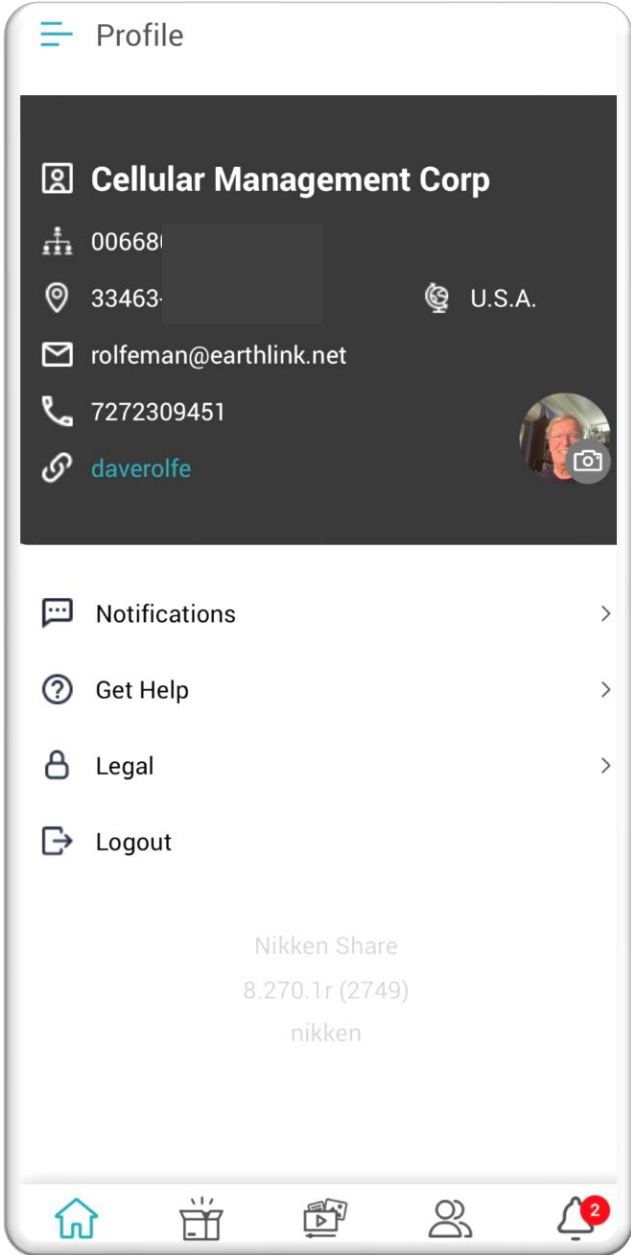 Profile
Cellular Management Corp
00668
33463-
U.S.A.
rolfeman@earthlink.net
7272309451
daverolfe
Notifications
Get Help
Legal
Logout
Nikken Share
8.270.1r (2749)
nikken
2